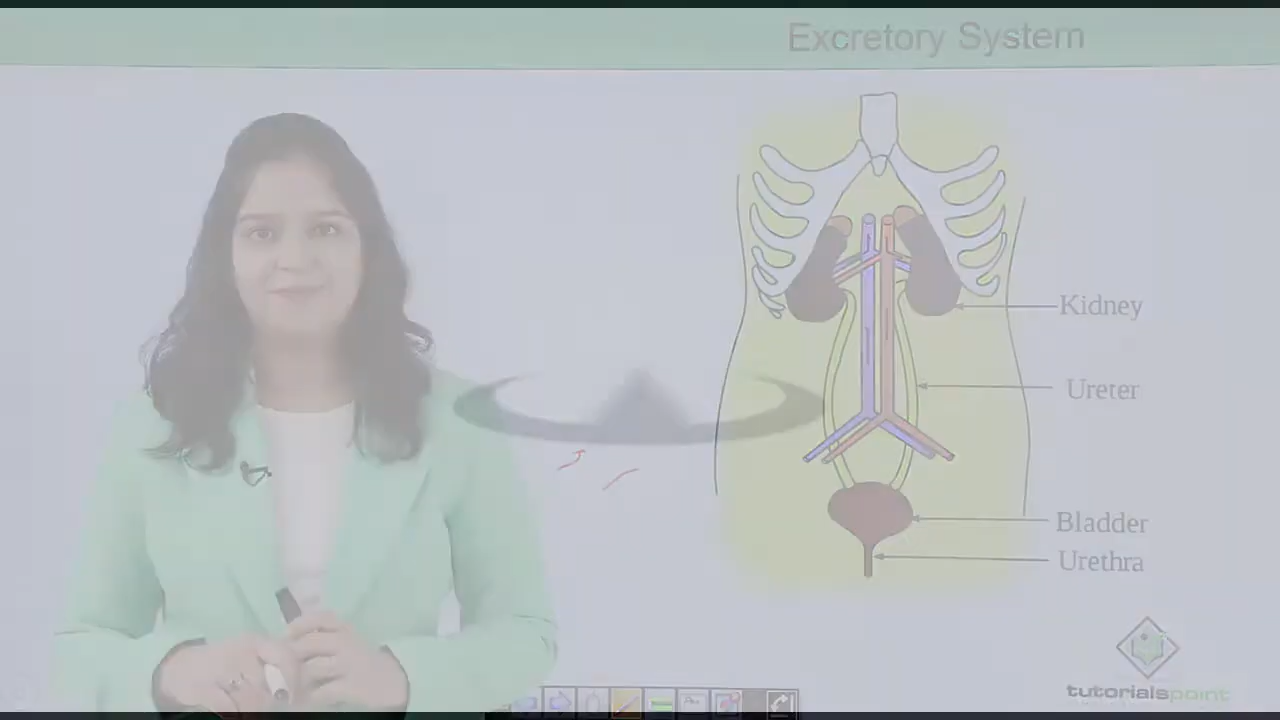 Excretory System
Kidney
Ureter
Bladder
Urethra
tutorialspoint